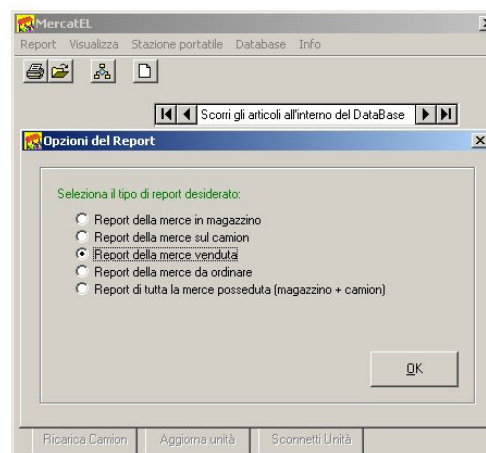 MercatEL
Report Visualizza Stazione portatile Database Info
Scorri gli articoli all'interno del DataBase
Opzioni del Report
Seleziona il tipo di report desiderato:
Report della merce in magazzino
Report della merce sul camion
Report della merce venduta
Report della merce da ordinare
Report di tutta la merce posseduta (magazzino + camion)
OK
Ricarica Camion Aggiorna unità Sconnetti Unità